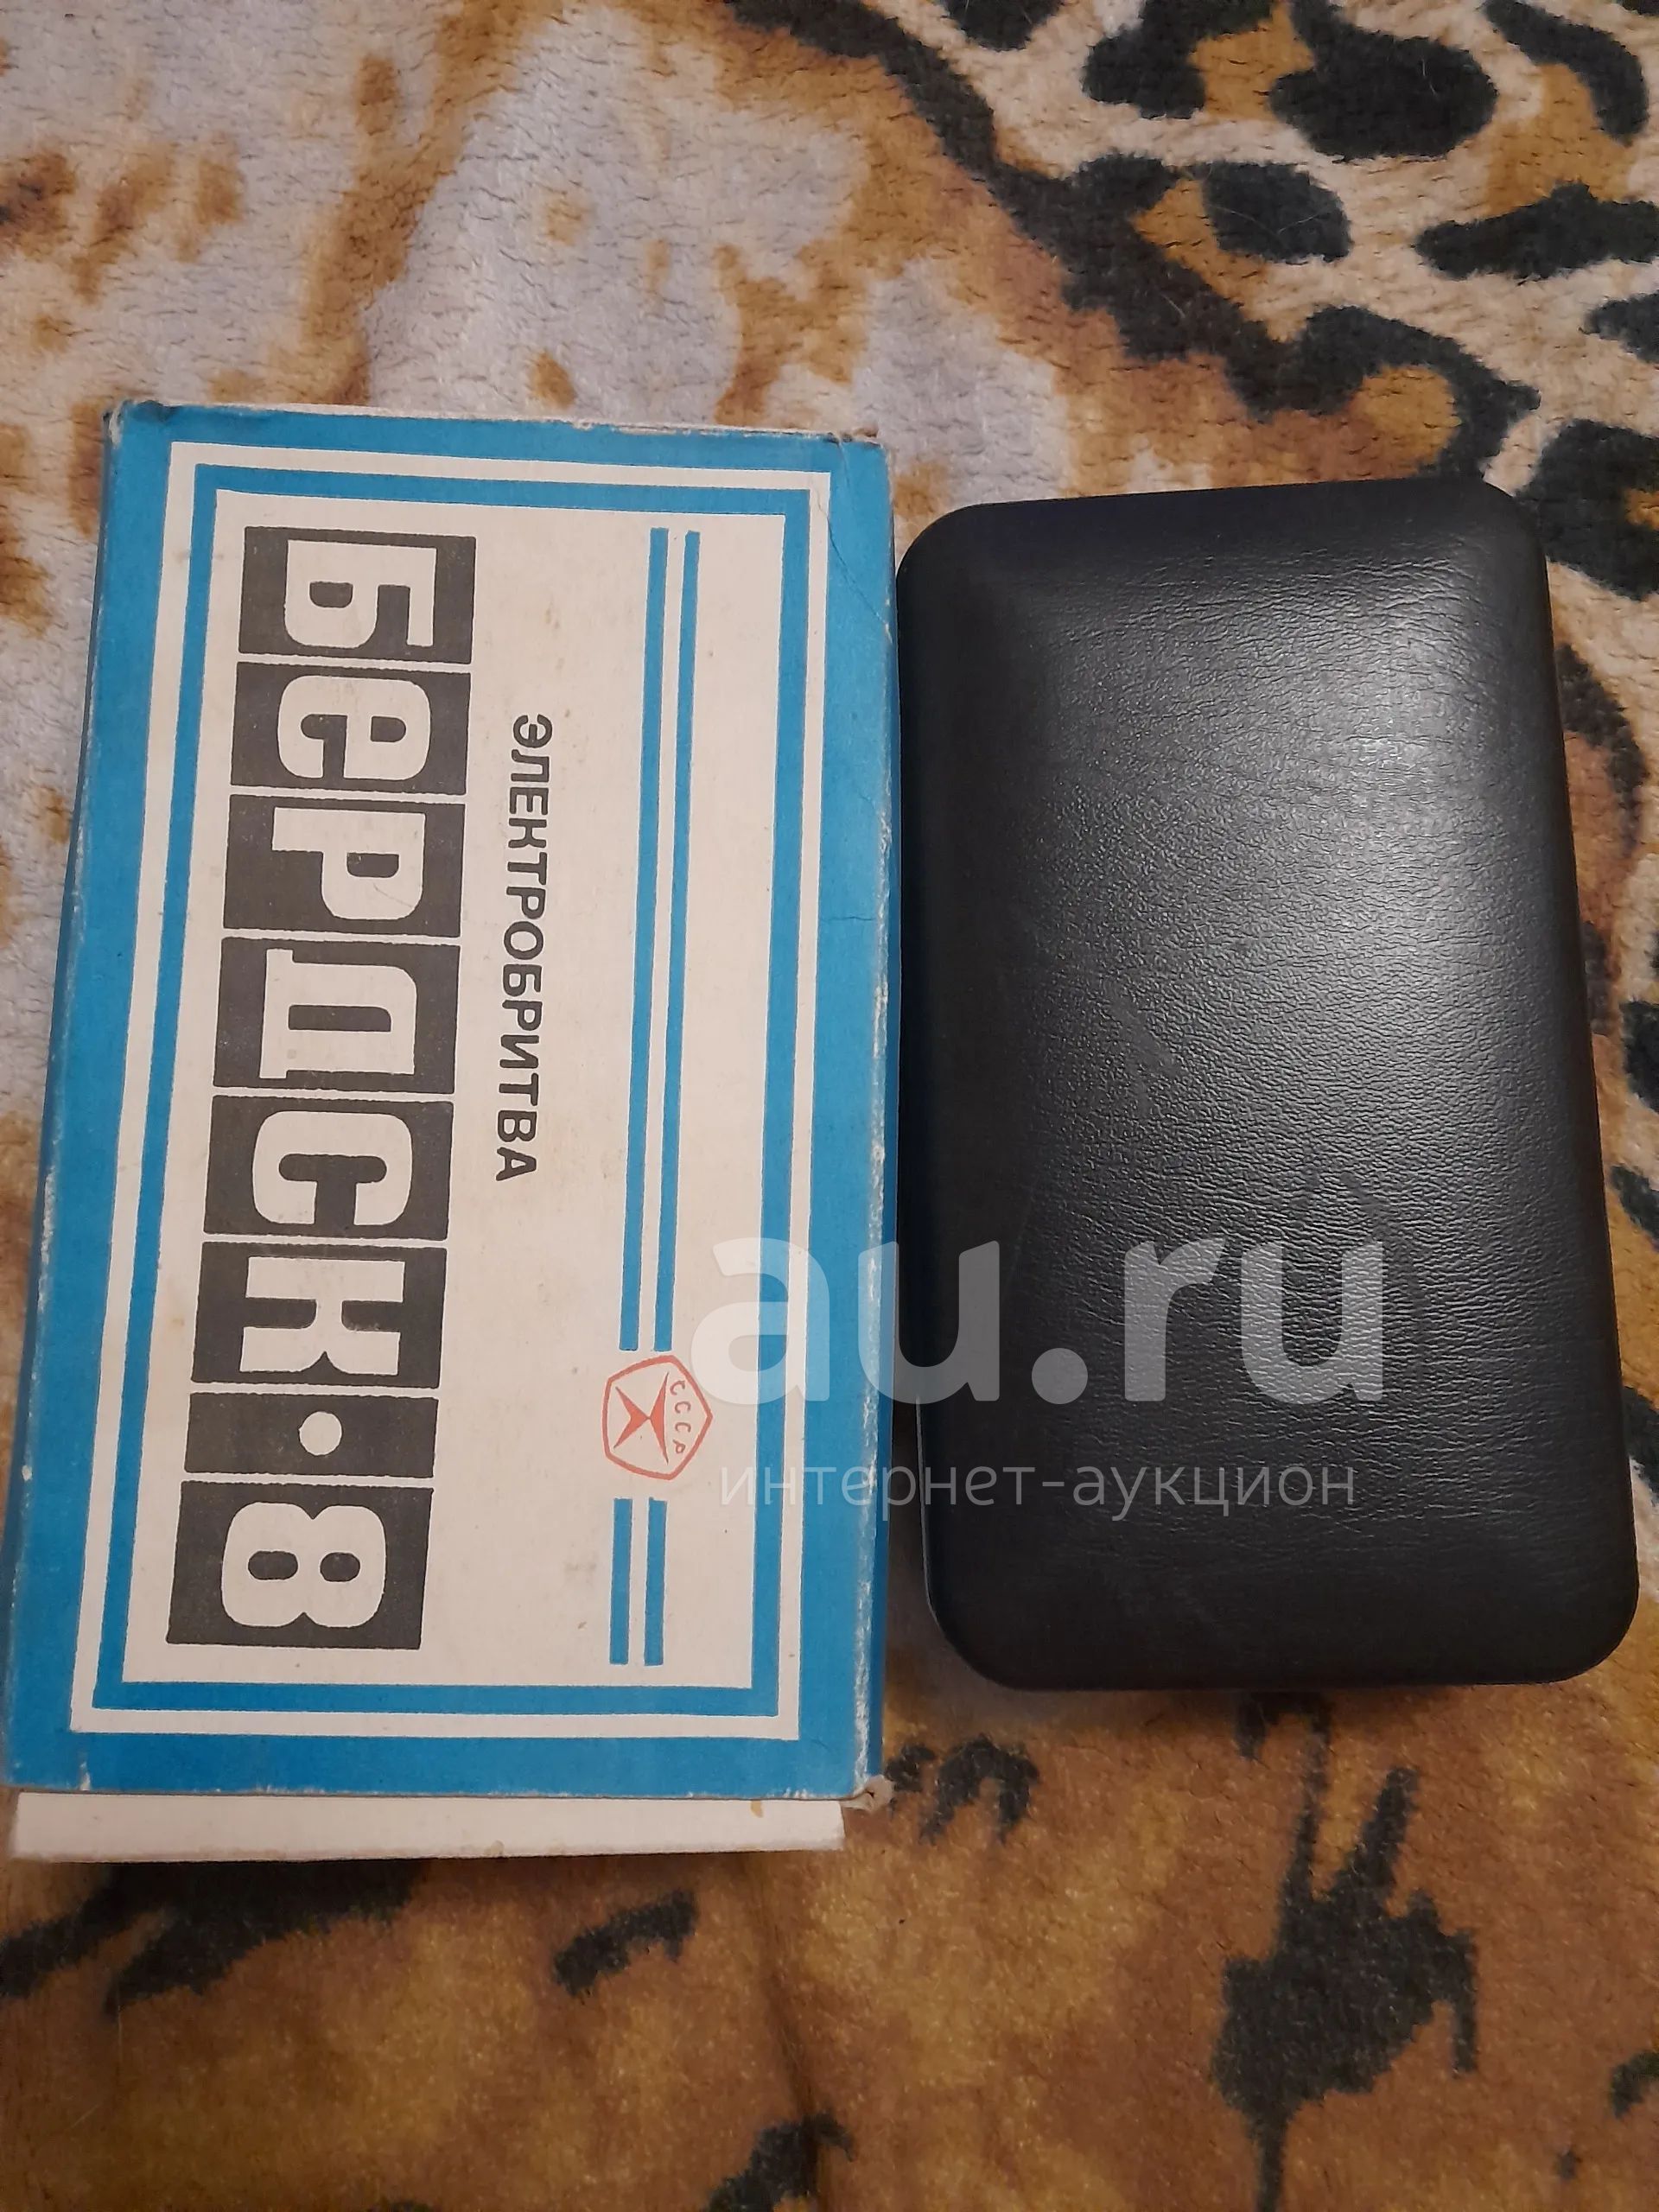 ЭЛЕКТРОБРИТВА
БерДСК·8
СССР
au.ru
интернет-аукцион